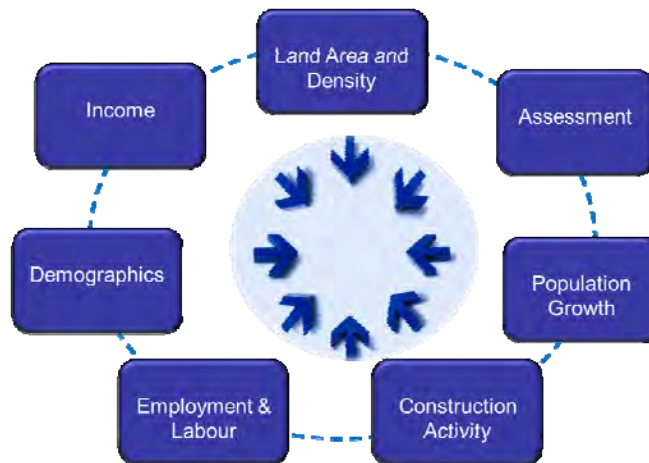 Land Area and
Density
Income
Assessment
Demographics
Population
Growth
Employment &
Labour
Construction
Activity